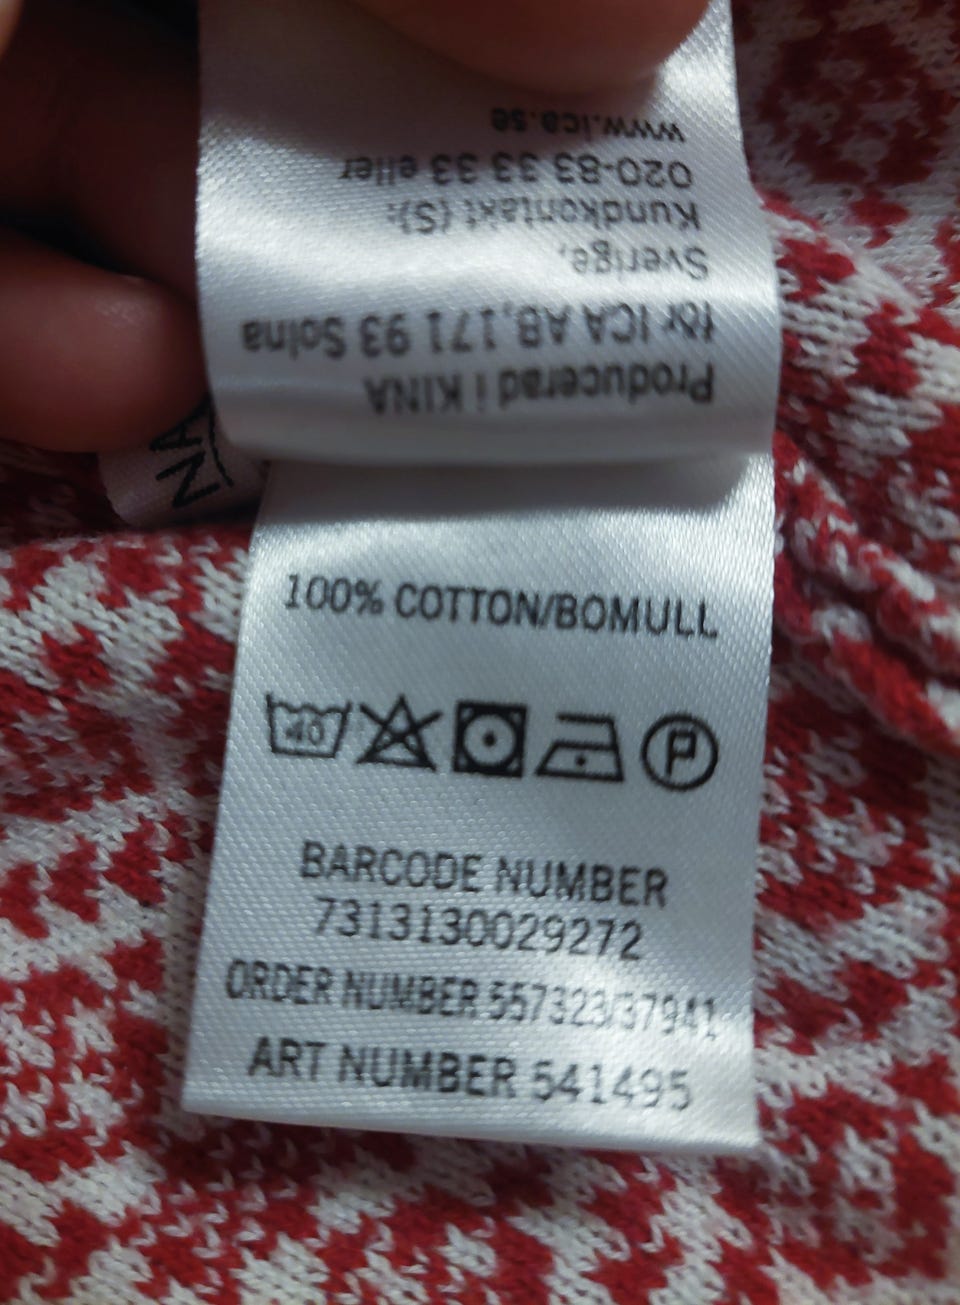 Producerad i KINA
för ICA AB,171 93 Solna
Sverige,
Kundkontakt (S):
020-83 33 33 eller
www.ica.se
NA
100% COTTON/BOMULL
40
P
BARCODE NUMBER
7313130029272
ORDER NUMBER 557323/37941
ART NUMBER 541495